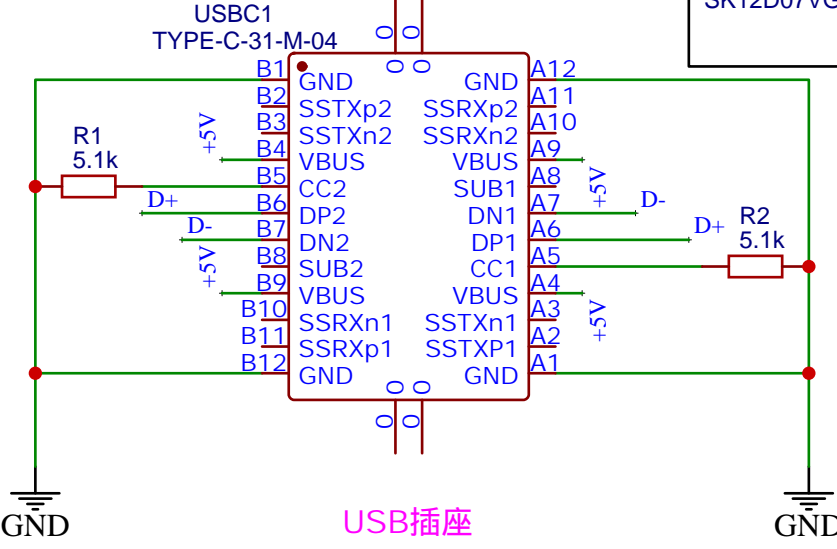 SK12D07VG
USBC1
TYPE-C-31-M-04
0
0 0
B1 GND GND A12
B2 SSTXp2 SSRXp2 A11
B3 SSTXn2 SSRXn2 A10
+5V B4 VBUS VBUS A9 +5V
R1
5.1k
B5 CC2 SUB1 A8
D+ B6 DP2 DN1 A7 D-
D- B7 DN2 DP1 A6 D+
R2
5.1k
B8 SUB2 CC1 A5
+5V B9 VBUS VBUS A4 +5V
B10 SSRXn1 SSTXn1 A3
B11 SSRXp1 SSTXP1 A2
B12 GND GND A1
0 0
0 0
GND
USB插座
GND